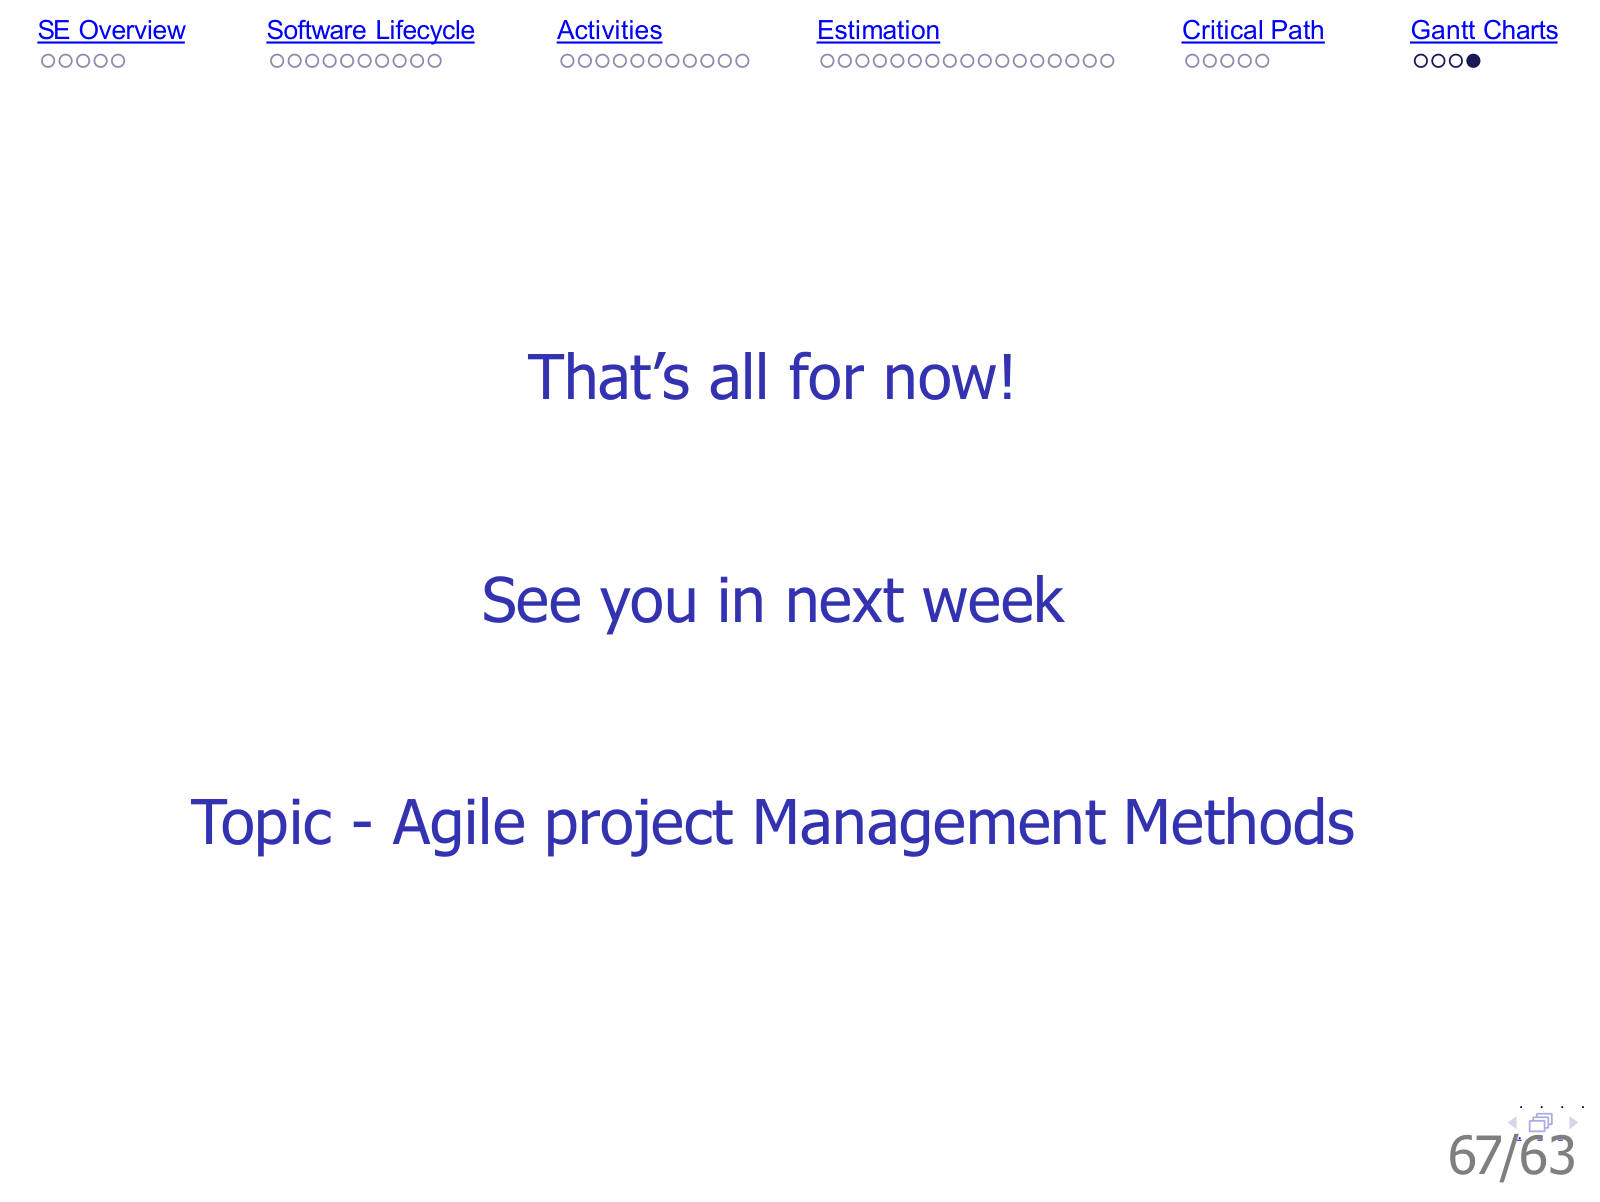 SE Overview Software Lifecycle Activities Estimation Critical Path Gantt Charts
That’s all for now!
See you in next week
Topic - Agile project Management Methods
67/63